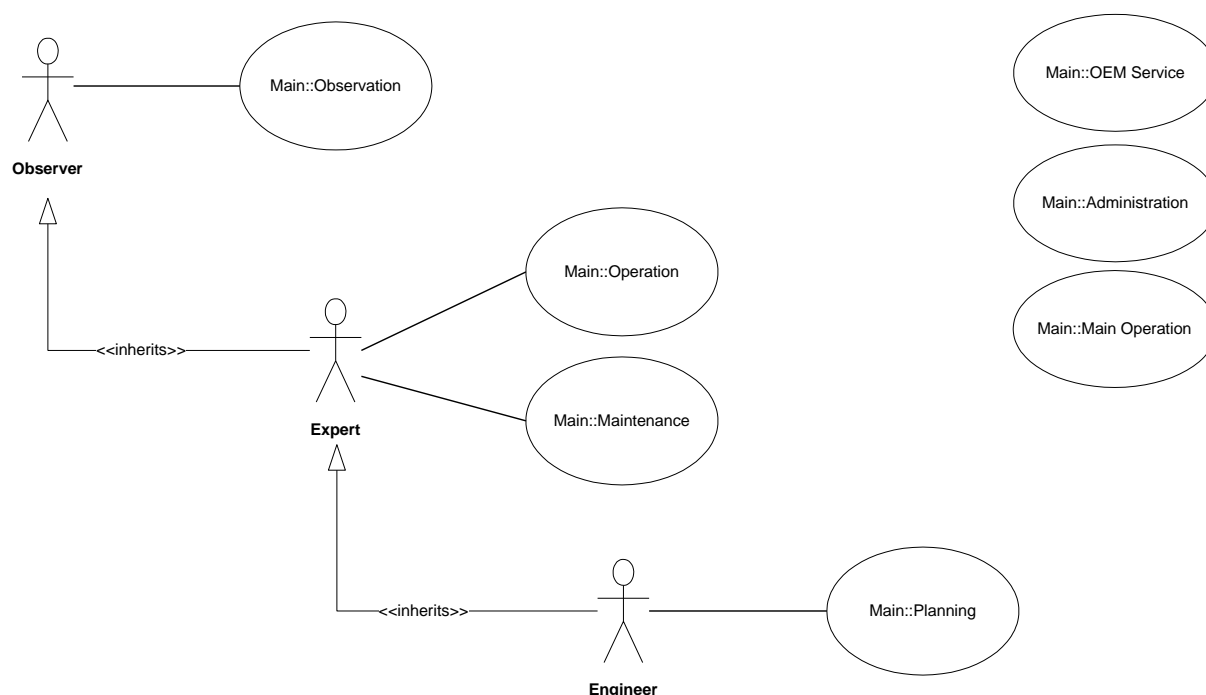 Main::Observation
Main::OEM Service
Observer
Main::Administration
Main::Operation
Main::Main Operation
<<inherits>>
Expert
Main::Maintenance
<<inherits>>
Main::Planning
Engineer